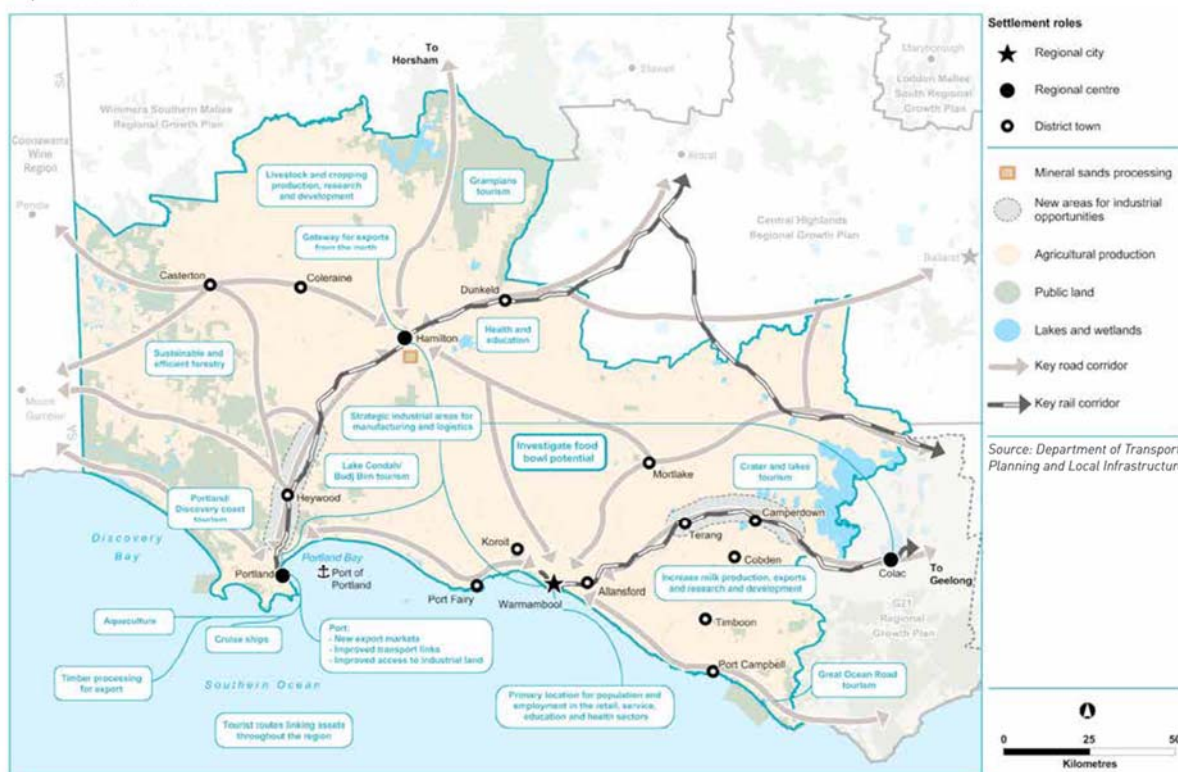 To
Horsham
SA
Wimmera Southern Mallee
Regional Growth Plan
Coonawarra
Wine
Region
Penola
Stawell
Ararat
Maryborough
Loddon Mallee
South Regional
Growth Plan
Central Highlands
Regional Growth Plan
Ballarat
Livestock and cropping
production, research
and development
Grampians
tourism
Gateway for exports
from the north
Casterton
Coleraine
Dunkeld
Hamilton
Health and
education
Sustainable and
efficient forestry
Mount
Gambier
SA
Strategic industrial areas for
manufacturing and logistics
Investigate food
bowl potential
Lake Condah/
Budj Bim tourism
Mortlake
Crater and lakes
tourism
Heywood
Portland/
Discovery coast
tourism
Camperdown
Terang
Discovery
Bay
Portland Bay
Koroit
Cobden
Colac
To
Geelong
Portland
Port of
Portland
Port Fairy
Warrnambool
Allansford
Increase milk production, exports
and research and development
G21
Regional
Growth Plan
Aquaculture
Cruise ships
Port:
- New export markets
- Improved transport links
- Improved access to industrial land
Timboon
Port Campbell
Timber processing
for export
Southern Ocean
Primary location for population and
employment in the retail, service,
education and health sectors
Great Ocean Road
tourism
Tourist routes linking assets
throughout the region
Settlement roles
Regional city
Regional centre
District town
Mineral sands processing
New areas for industrial
opportunities
Agricultural production
Public land
Lakes and wetlands
Key road corridor
Key rail corridor
Source: Department of Transport
Planning and Local Infrastructure
0 25 50
Kilometres